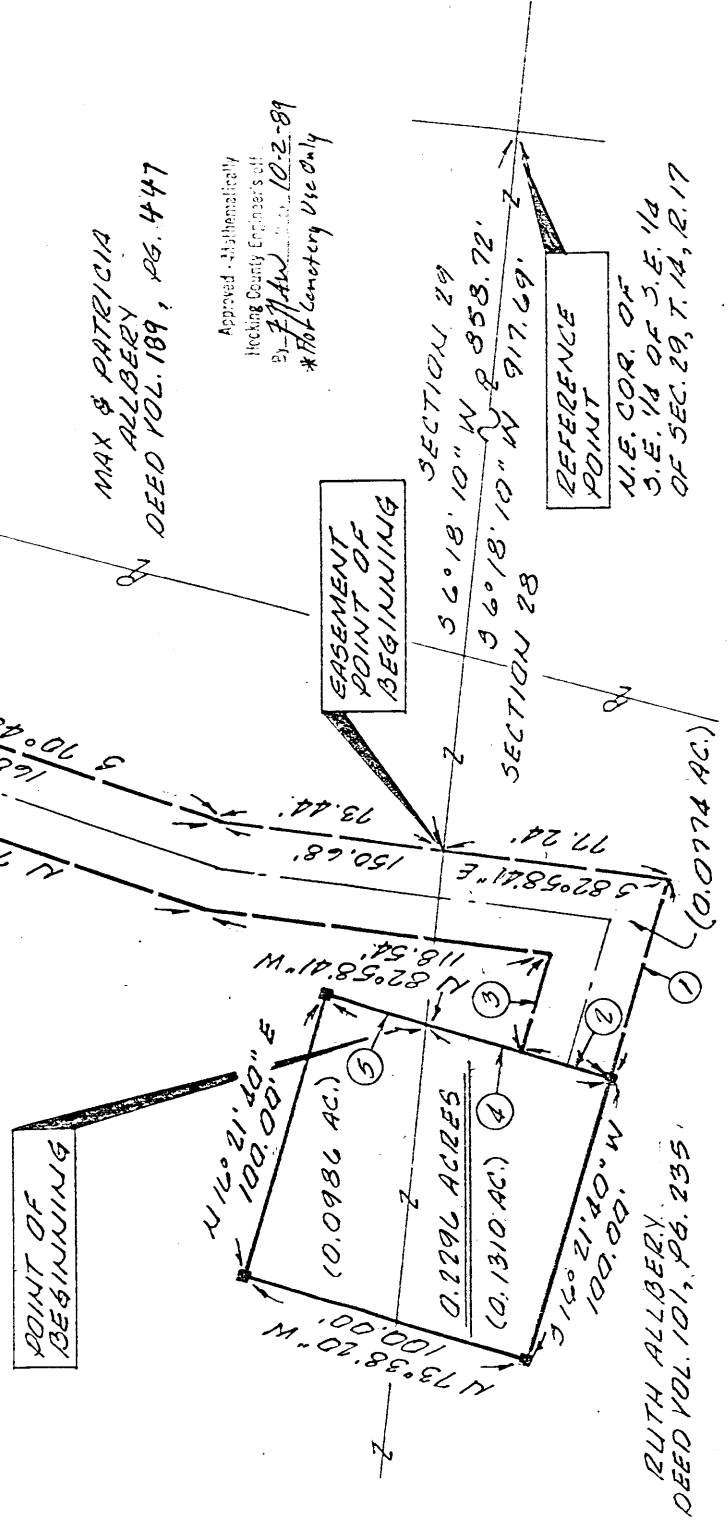 MAX & PATRICIA
ALLBERY
DEED VOL. 189, PG. 447
Approved - Mathematically
Hocking County Engineer's
By 10-2-89
*For Cemetery Use Only
SECTION 29
S 6° 18' 10" W 858.72'
S 6° 18' 10" W 917.69'
SECTION 28
REFERENCE
POINT
N.E. COR. OF
S.E. 1/4 OF S.E. 1/4
OF SEC. 29, T. 14, R. 17
EASEMENT
POINT OF
BEGINNING
S 70° 4
168
N 7
73.44'
150.68'
77.24'
S 82° 58' 41" E
(0.0774 AC.)
N 82° 58' 41" W
118.54'
1
2
3
4
5
POINT OF
BEGINNING
N 16° 21' 40" E
100.00'
(0.0986 AC.)
0.2296 ACRES
(0.1310 AC.)
N 73° 38' 20" W
100.00'
S 16° 21' 40" W
100.00'
RUTH ALLBERY
DEED VOL. 101, PG. 235